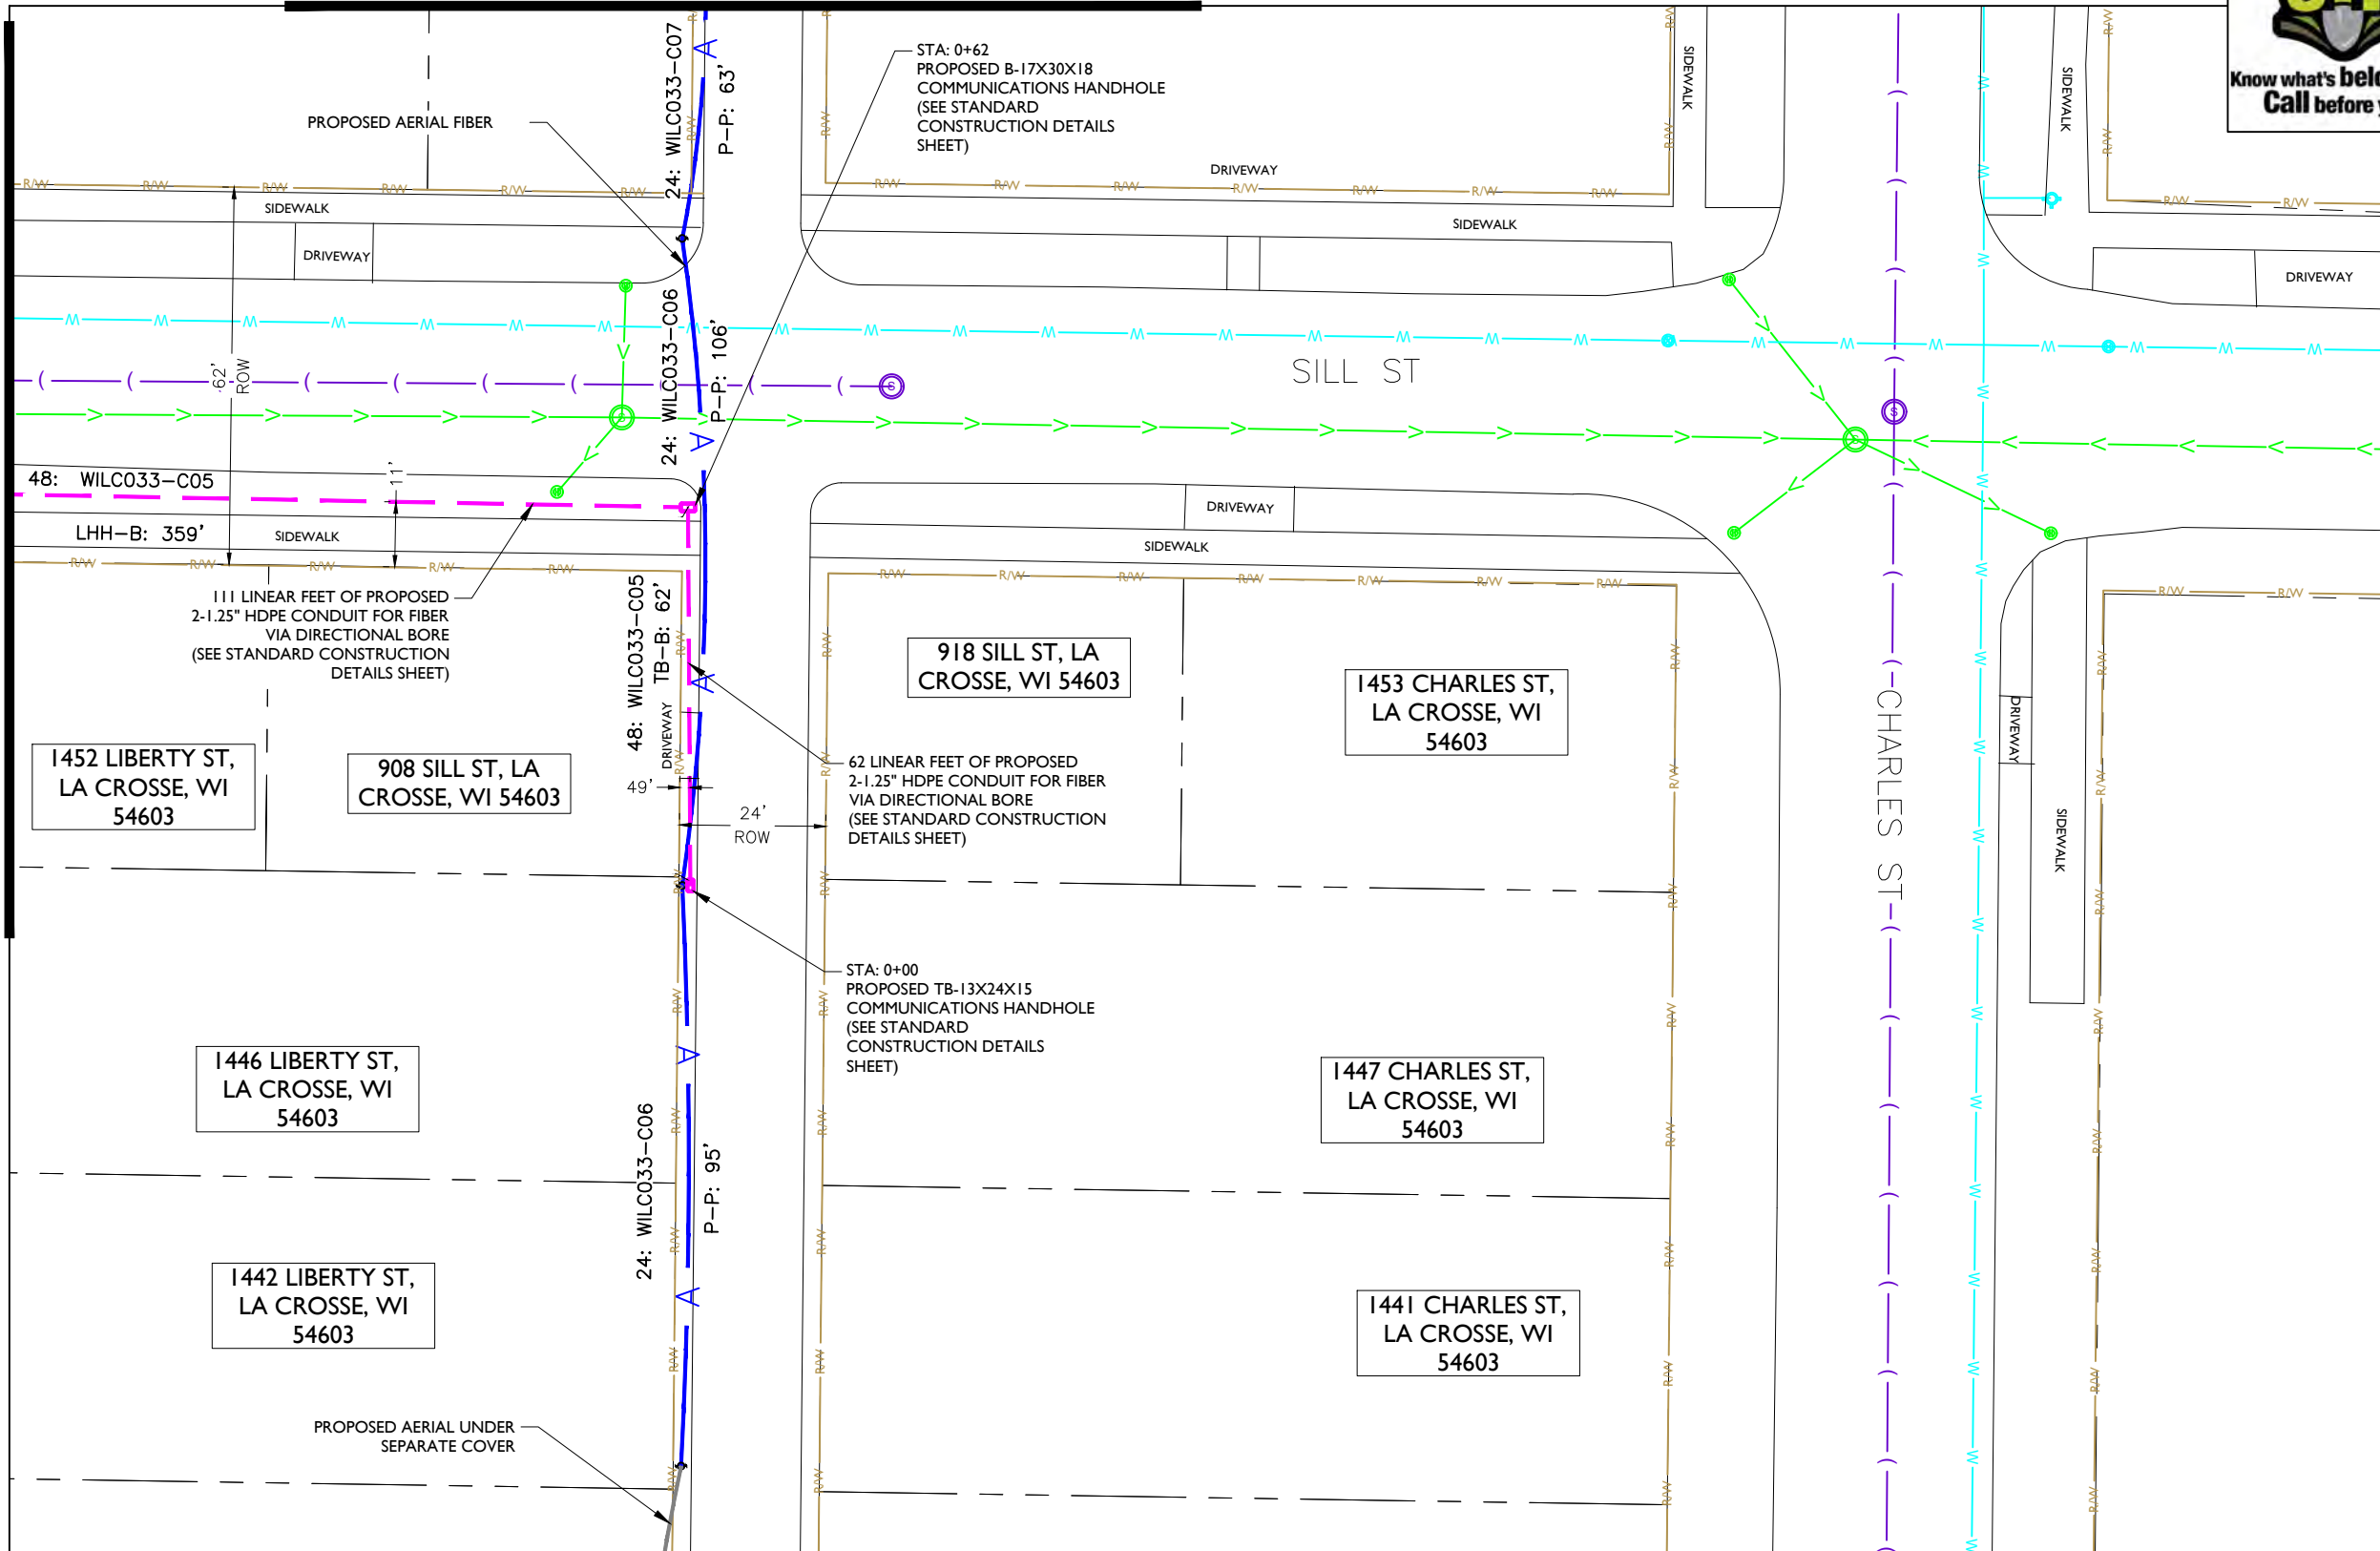 24: WILC033-C07
P-P: 63'
STA: 0+62
PROPOSED B-17X30X18
COMMUNICATIONS HANDHOLE
(SEE STANDARD
CONSTRUCTION DETAILS
SHEET)
SIDEWALK
SIDEWALK
Know what's
Call before
PROPOSED AERIAL FIBER
DRIVEWAY
SIDEWALK
SIDEWALK
DRIVEWAY
DRIVEWAY
62'
ROW
24: WILC033-C06
P-P: 106'
SILL ST
48: WILC033-C05
11'
LHH-B: 359'
SIDEWALK
DRIVEWAY
SIDEWALK
111 LINEAR FEET OF PROPOSED
2-1.25" HDPE CONDUIT FOR FIBER
VIA DIRECTIONAL BORE
(SEE STANDARD CONSTRUCTION
DETAILS SHEET)
48: WILC033-C05
TB-B: 62'
DRIVEWAY
918 SILL ST, LA
CROSSE, WI 54603
1453 CHARLES ST,
LA CROSSE, WI
54603
CHARLES ST
DRIVEWAY
SIDEWALK
1452 LIBERTY ST,
LA CROSSE, WI
54603
908 SILL ST, LA
CROSSE, WI 54603
49'
24'
ROW
62 LINEAR FEET OF PROPOSED
2-1.25" HDPE CONDUIT FOR FIBER
VIA DIRECTIONAL BORE
(SEE STANDARD CONSTRUCTION
DETAILS SHEET)
STA: 0+00
PROPOSED TB-13X24X15
COMMUNICATIONS HANDHOLE
(SEE STANDARD
CONSTRUCTION DETAILS
SHEET)
1446 LIBERTY ST,
LA CROSSE, WI
54603
1447 CHARLES ST,
LA CROSSE, WI
54603
24: WILC033-C06
P-P: 95'
1442 LIBERTY ST,
LA CROSSE, WI
54603
1441 CHARLES ST,
LA CROSSE, WI
54603
PROPOSED AERIAL UNDER
SEPARATE COVER